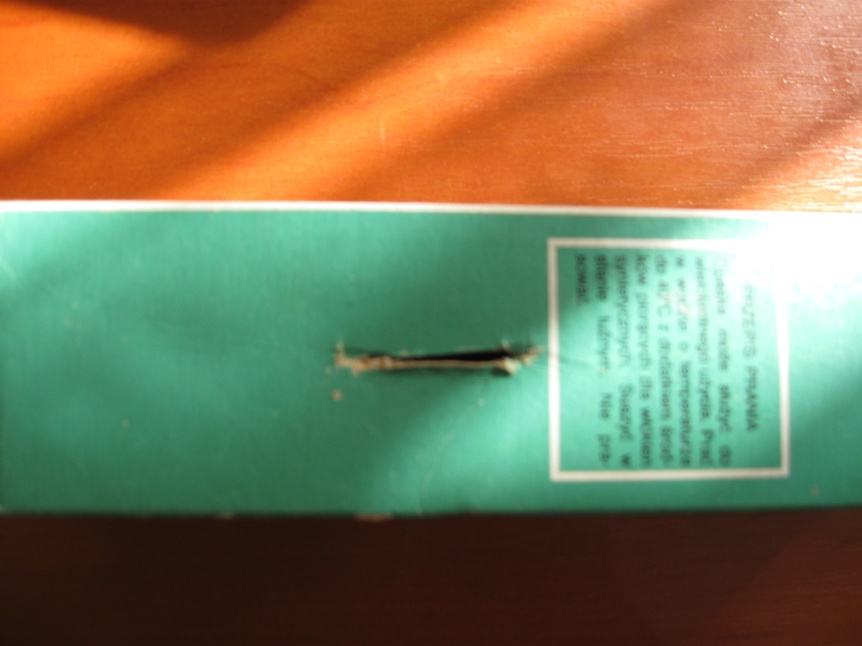 PRZEPIS PRANIA
Opaska może służyć do
wielokrotnego użycia. Prać
w wodzie o temperaturze
do 40°C z dodatkiem środ-
ków piorących dla włókien
syntetycznych. Suszyć w
stanie luźnym. Nie pra-
sować.